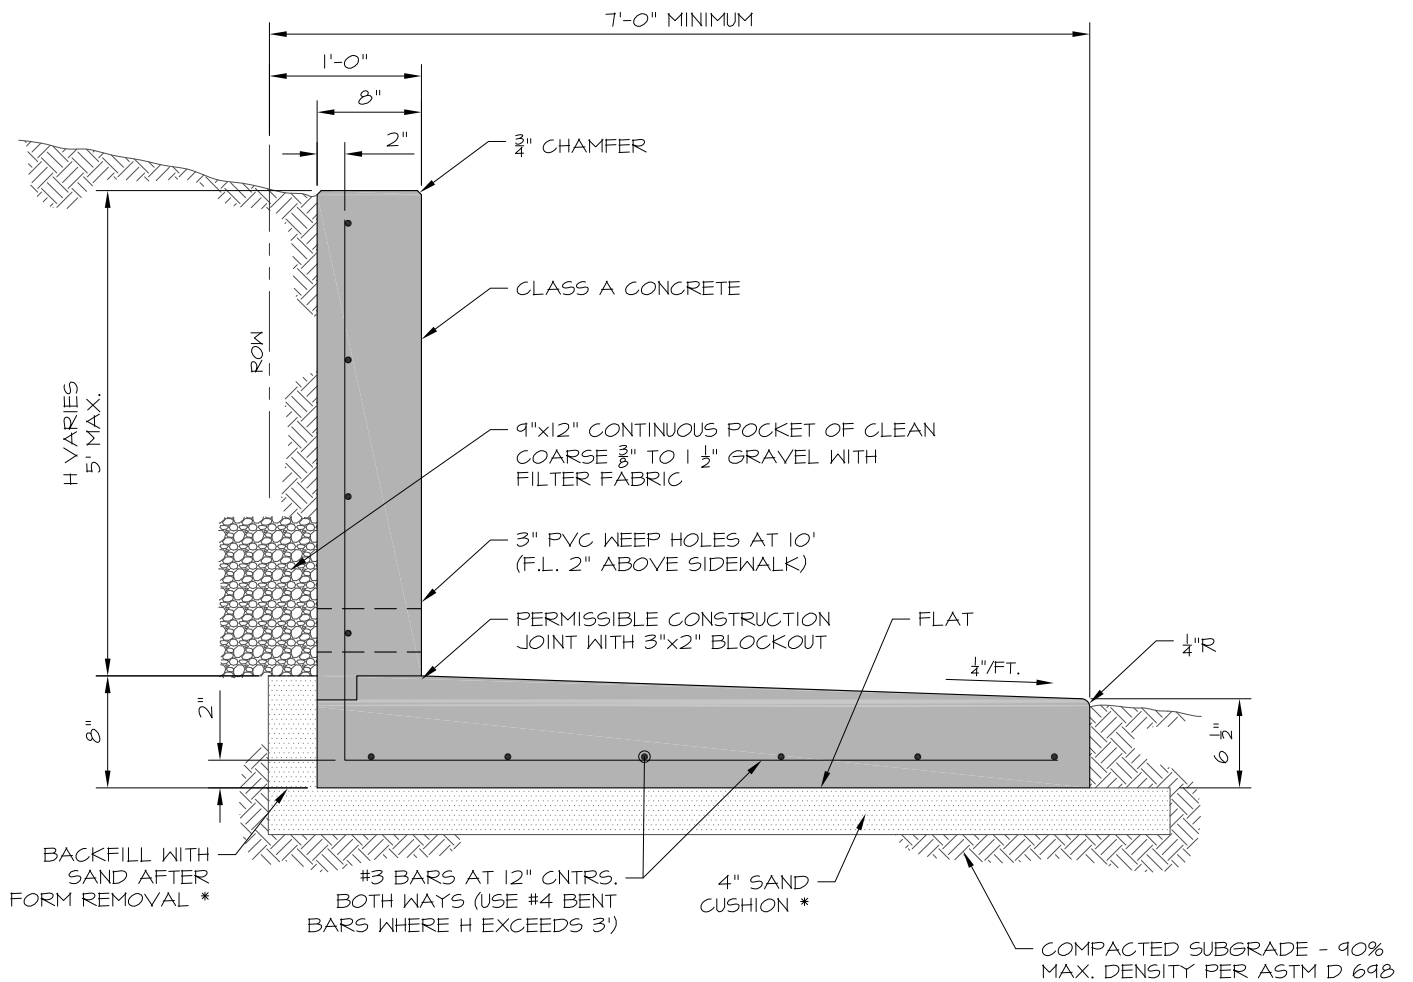 7'-0" MINIMUM
1'-0"
8"
2"
3/4" CHAMFER
CLASS A CONCRETE
ROW
H VARIES
5' MAX.
9"x12" CONTINUOUS POCKET OF CLEAN
COARSE 3/8" TO 1 1/2" GRAVEL WITH
FILTER FABRIC
3" PVC WEEP HOLES AT 10'
(F.L. 2" ABOVE SIDEWALK)
PERMISSIBLE CONSTRUCTION
JOINT WITH 3"x2" BLOCKOUT
FLAT
1/4"/FT.
1/4"R
8"
2"
6 1/2"
BACKFILL WITH
SAND AFTER
FORM REMOVAL *
#3 BARS AT 12" CNTRS.
BOTH WAYS (USE #4 BENT
BARS WHERE H EXCEEDS 3')
4" SAND
CUSHION *
COMPACTED SUBGRADE - 90%
MAX. DENSITY PER ASTM D 698